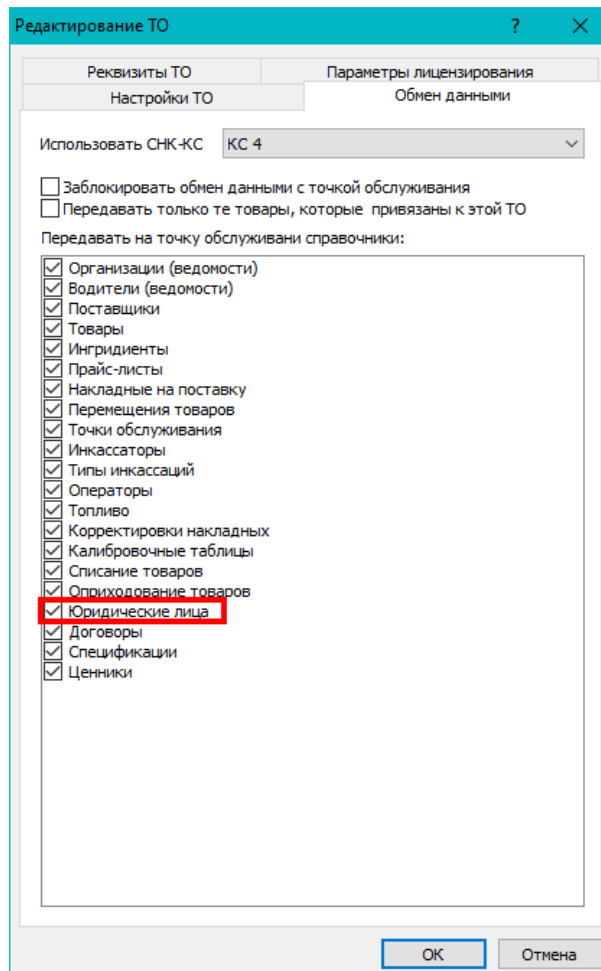 Редактирование ТО ?
Реквизиты ТО Параметры лицензирования
Настройки ТО Обмен данными
Использовать СНК-КС КС 4
Заблокировать обмен данными с точкой обслуживания
Передавать только те товары, которые привязаны к этой ТО
Передавать на точку обслуживани справочники:
Организации (ведомости)
Водители (ведомости)
Поставщики
Товары
Ингридиенты
Прайс-листы
Накладные на поставку
Перемещения товаров
Точки обслуживания
Инкассаторы
Типы инкассаций
Операторы
Топливо
Корректировки накладных
Калибровочные таблицы
Списание товаров
Оприходование товаров
Юридические лица
Договоры
Спецификации
Ценники
ОК Отмена